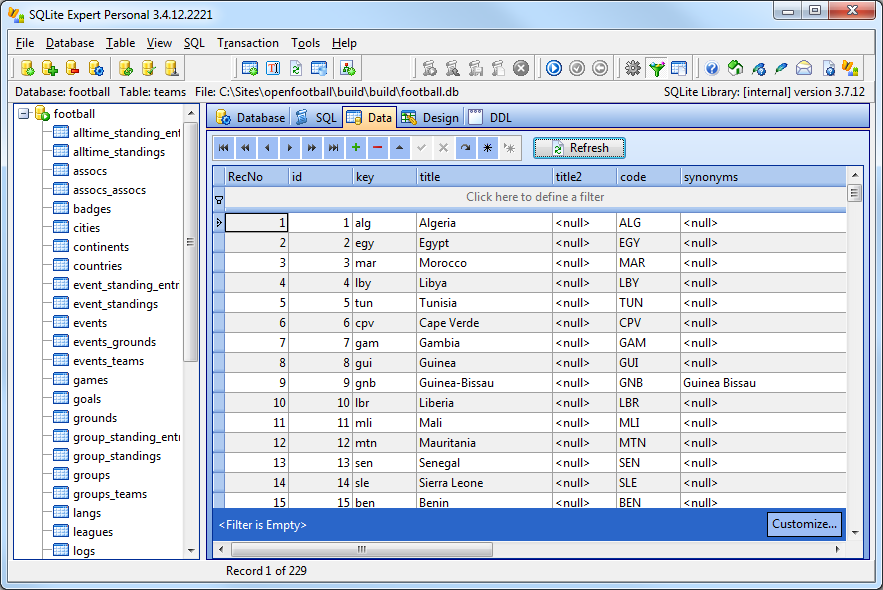 SQLite Expert Personal 3.4.12.2221
File Database Table View SQL Transaction Tools Help
Database: football Table: teams File: C:\Sites\openfootball\build\build\football.db SQLite Library: [internal] version 3.7.12
football
alltime_standing_ent
alltime_standings
assocs
assocs_assocs
badges
cities
continents
countries
event_standing_entr
event_standings
events
events_grounds
events_teams
games
goals
grounds
group_standing_entr
group_standings
groups
groups_teams
langs
leagues
logs
Database SQL Data Design DDL
Refresh
RecNo id key title title2 code synonyms
Click here to define a filter
1 1 alg Algeria <null> ALG <null>
2 2 egy Egypt <null> EGY <null>
3 3 mar Morocco <null> MAR <null>
4 4 lby Libya <null> LBY <null>
5 5 tun Tunisia <null> TUN <null>
6 6 cpv Cape Verde <null> CPV <null>
7 7 gam Gambia <null> GAM <null>
8 8 gui Guinea <null> GUI <null>
9 9 gnb Guinea-Bissau <null> GNB Guinea Bissau
10 10 lbr Liberia <null> LBR <null>
11 11 mli Mali <null> MLI <null>
12 12 mtn Mauritania <null> MTN <null>
13 13 sen Senegal <null> SEN <null>
14 14 sle Sierra Leone <null> SLE <null>
15 15 ben Benin <null> BEN <null>
<Filter is Empty> Customize...
Record 1 of 229